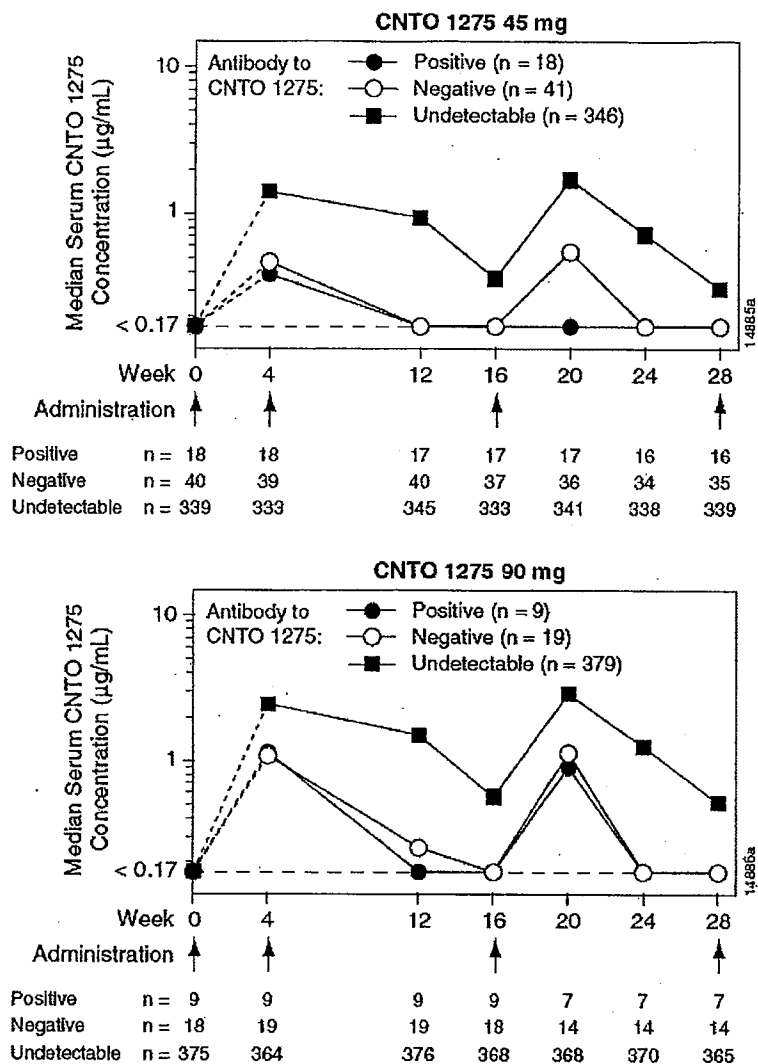 CNTO 1275 45 mg
Median Serum CNTO 1275
Concentration (µg/mL)
10
1
< 0.17
Antibody to
CNTO 1275:
Positive (n = 18)
Negative (n = 41)
Undetectable (n = 346)
14885a
Week 0 4 12 16 20 24 28
Administration
Positive n = 18 18 17 17 17 16 16
Negative n = 40 39 40 37 36 34 35
Undetectable n = 339 333 345 333 341 338 339
CNTO 1275 90 mg
Median Serum CNTO 1275
Concentration (µg/mL)
10
1
< 0.17
Antibody to
CNTO 1275:
Positive (n = 9)
Negative (n = 19)
Undetectable (n = 379)
14886a
Week 0 4 12 16 20 24 28
Administration
Positive n = 9 9 9 9 7 7 7
Negative n = 18 19 19 18 14 14 14
Undetectable n = 375 364 376 368 368 370 365